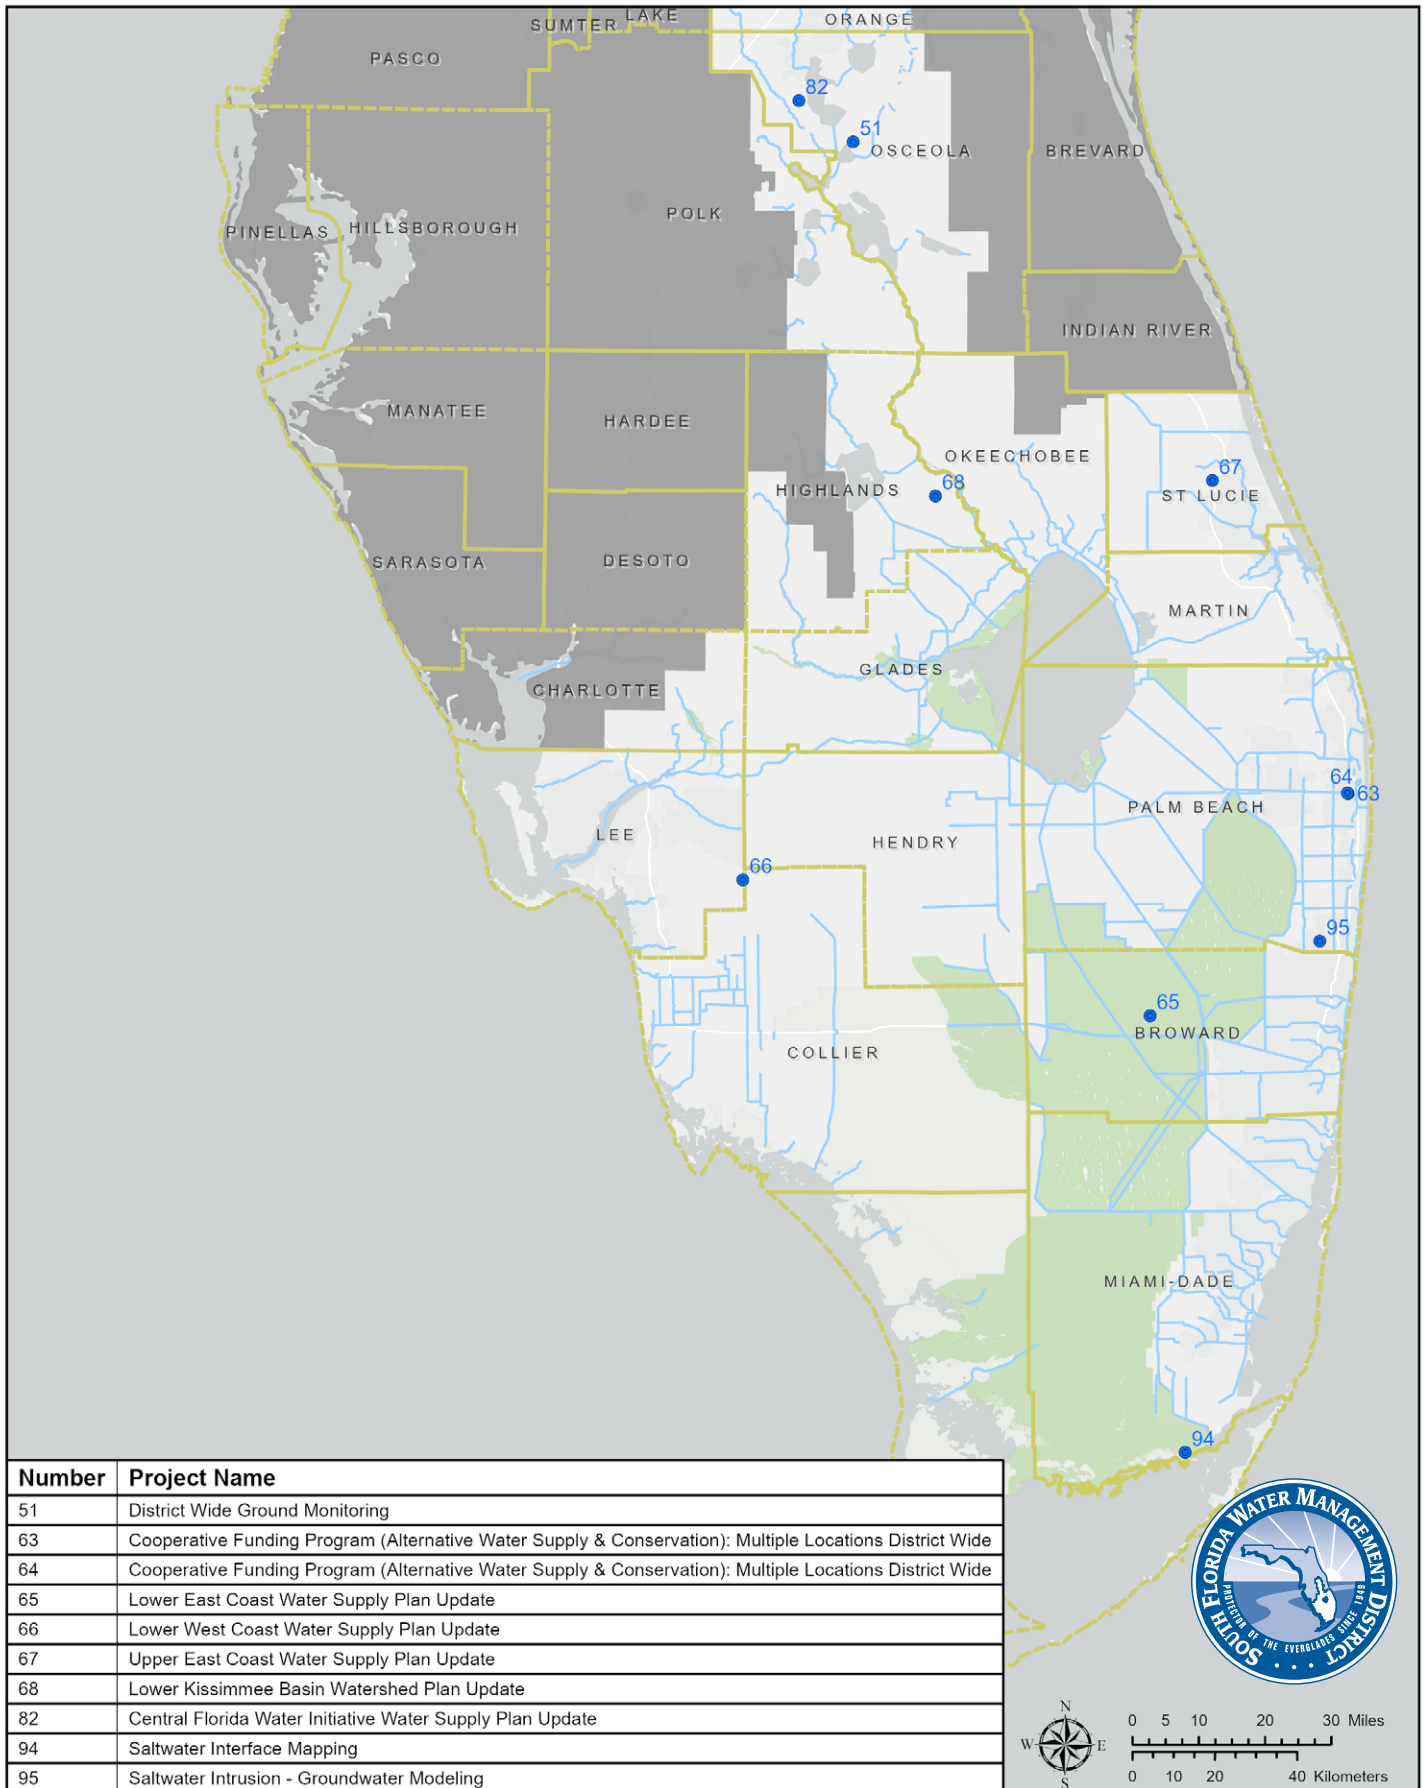 LAKE
SUMTER
ORANGE
PASCO
82
51
OSCEOLA
BREVARD
POLK
PINELLAS
HILLSBOROUGH
INDIAN RIVER
MANATEE
HARDEE
OKEECHOBEE
67
68
HIGHLANDS
ST LUCIE
SARASOTA
DESOTO
MARTIN
GLADES
CHARLOTTE
64
63
PALM BEACH
LEE
HENDRY
66
95
65
BROWARD
COLLIER
MIAMI-DADE
94
Number Project Name
51 District Wide Ground Monitoring
63 Cooperative Funding Program (Alternative Water Supply & Conservation): Multiple Locations District Wide
64 Cooperative Funding Program (Alternative Water Supply & Conservation): Multiple Locations District Wide
65 Lower East Coast Water Supply Plan Update
66 Lower West Coast Water Supply Plan Update
67 Upper East Coast Water Supply Plan Update
68 Lower Kissimmee Basin Watershed Plan Update
82 Central Florida Water Initiative Water Supply Plan Update
94 Saltwater Interface Mapping
95 Saltwater Intrusion - Groundwater Modeling
SOUTH FLORIDA WATER MANAGEMENT DISTRICT
PROTECTOR OF THE EVERGLADES SINCE 1949
N
W E
S
0 5 10 20 30 Miles
0 10 20 40 Kilometers